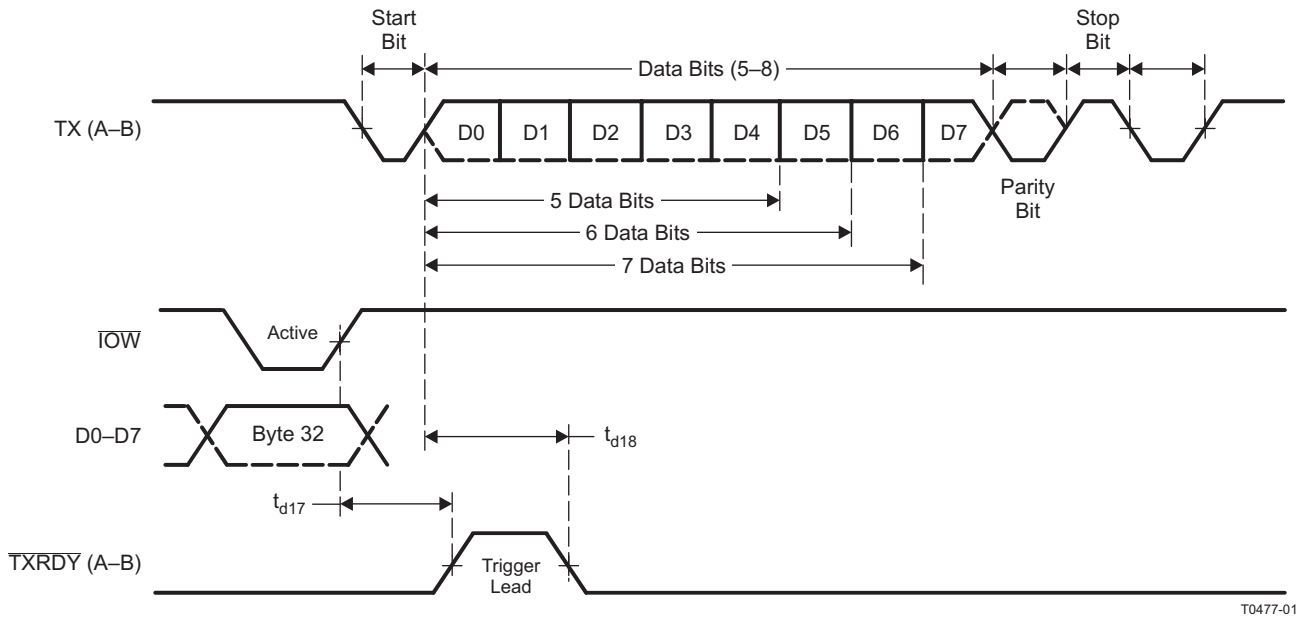 Start
Bit
Stop
Bit
Data Bits (5–8)
TX (A–B)
D0 D1 D2 D3 D4 D5 D6 D7
Parity
Bit
5 Data Bits
6 Data Bits
7 Data Bits
IOW
Active
D0–D7
Byte 32
td18
td17
TXRDY (A–B)
Trigger
Lead
T0477-01